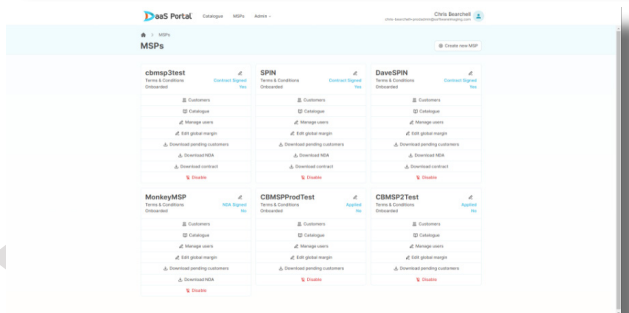 DaaS Portal Catalogue MSPs Admin
Chris Bearchell
MSPs
MSPs
Create new MSP
cbmsp3test
Terms & Conditions Contract Signed
Onboarded Yes
Customers
Catalogue
Manage users
Edit global margin
Download pending customers
Download NDA
Download contract
Disable
SPIN
Terms & Conditions Contract Signed
Onboarded Yes
Customers
Catalogue
Manage users
Edit global margin
Download pending customers
Download NDA
Download contract
Disable
DaveSPIN
Terms & Conditions Contract Signed
Onboarded Yes
Customers
Catalogue
Manage users
Edit global margin
Download pending customers
Download NDA
Download contract
Disable
MonkeyMSP
Terms & Conditions NDA Signed
Onboarded No
Customers
Catalogue
Manage users
Edit global margin
Download pending customers
Download NDA
Disable
CBMSPProdTest
Terms & Conditions Applied
Onboarded No
Customers
Catalogue
Manage users
Edit global margin
Download pending customers
Disable
CBMSP2Test
Terms & Conditions Applied
Onboarded No
Customers
Catalogue
Manage users
Edit global margin
Download pending customers
Disable